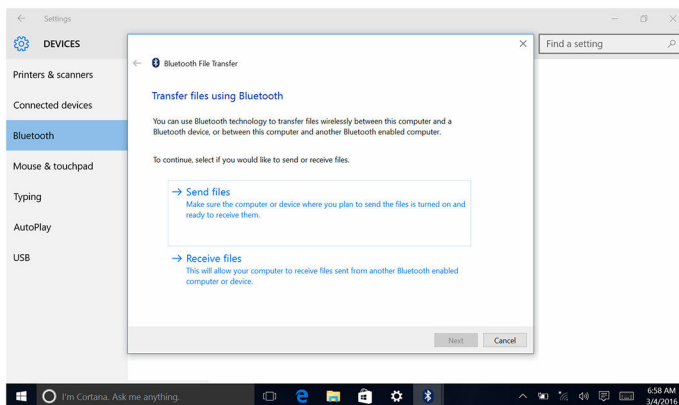 Settings
DEVICES
Find a setting
Printers & scanners
Connected devices
Bluetooth
Mouse & touchpad
Typing
AutoPlay
USB
Bluetooth File Transfer
Transfer files using Bluetooth
You can use Bluetooth technology to transfer files wirelessly between this computer and a
Bluetooth device, or between this computer and another Bluetooth enabled computer.
To continue, select if you would like to send or receive files.
Send files
Make sure the computer or device where you plan to send the files is turned on and
ready to receive them.
Receive files
This will allow your computer to receive files sent from another Bluetooth enabled
computer or device.
Next
Cancel
I'm Cortana. Ask me anything.
6:58 AM
3/4/2016